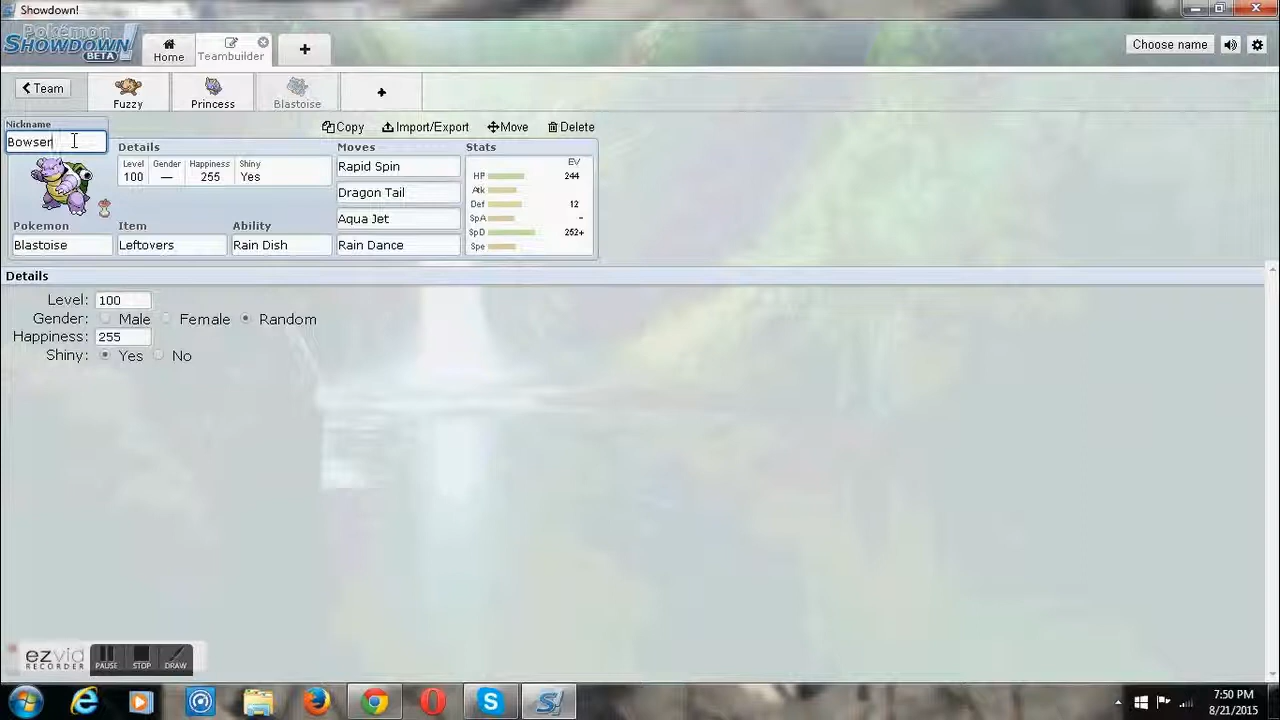 Showdown!
Pokémon
SHOWDOWN!
BETA
Home
Teambuilder
+
Choose name
Team
Fuzzy
Princess
Blastoise
+
Nickname
Bowser
Copy
Import/Export
Move
Delete
Details
Level
100
Gender
—
Happiness
255
Shiny
Yes
Moves
Rapid Spin
Dragon Tail
Aqua Jet
Rain Dance
Stats
EV
HP 244
Atk
Def 12
SpA -
SpD 252+
Spe
Pokemon
Blastoise
Item
Leftovers
Ability
Rain Dish
Details
Level: 100
Gender: Male Female Random
Happiness: 255
Shiny: Yes No
ezvid
RECORDER
PAUSE
STOP
DRAW
7:50 PM
8/21/2015